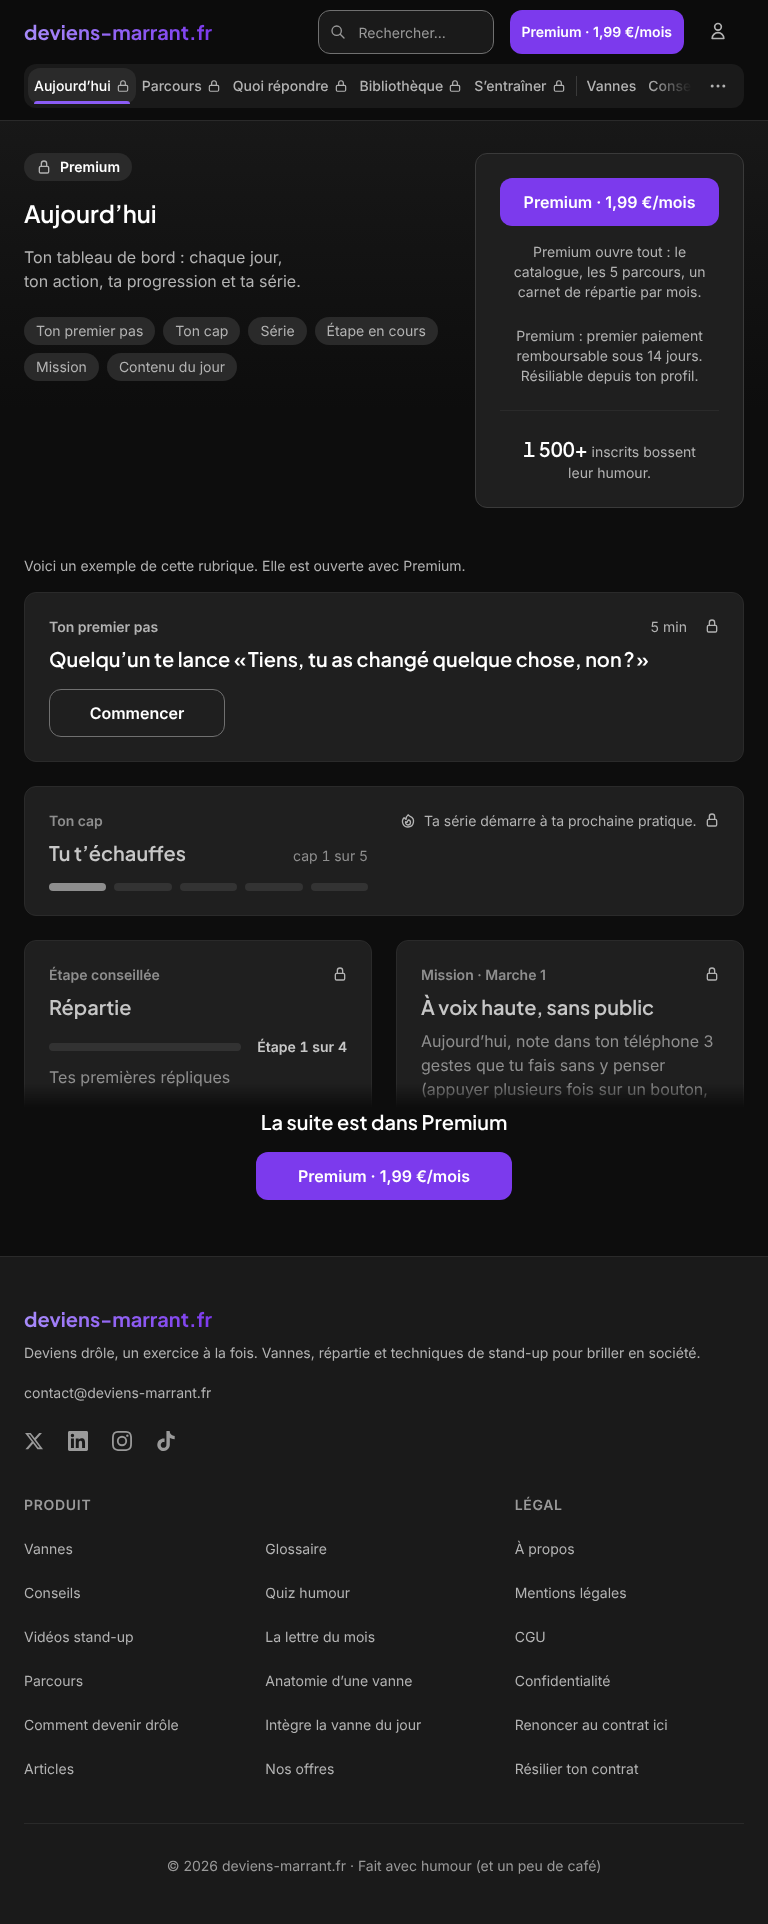 deviens-marrant.fr
Rechercher...
Premium · 1,99 €/mois
Aujourd’hui
Parcours
Quoi répondre
Bibliothèque
S’entraîner
Vannes
Conse
Premium
Aujourd’hui
Ton tableau de bord : chaque jour,
ton action, ta progression et ta série.
Ton premier pas
Ton cap
Série
Étape en cours
Mission
Contenu du jour
Premium · 1,99 €/mois
Premium ouvre tout : le
catalogue, les 5 parcours, un
carnet de répartie par mois.
Premium : premier paiement
remboursable sous 14 jours.
Résiliable depuis ton profil.
1 500+ inscrits bossent
leur humour.
Voici un exemple de cette rubrique. Elle est ouverte avec Premium.
Ton premier pas
5 min
Quelqu’un te lance « Tiens, tu as changé quelque chose, non ? »
Commencer
Ton cap
Ta série démarre à ta prochaine pratique.
Tu t’échauffes
cap 1 sur 5
Étape conseillée
Répartie
Étape 1 sur 4
Tes premières répliques
Mission · Marche 1
À voix haute, sans public
Aujourd’hui, note dans ton téléphone 3
gestes que tu fais sans y penser
(appuyer plusieurs fois sur un bouton,
La suite est dans Premium
Premium · 1,99 €/mois
deviens-marrant.fr
Deviens drôle, un exercice à la fois. Vannes, répartie et techniques de stand-up pour briller en société.
contact@deviens-marrant.fr
PRODUIT
Vannes
Conseils
Vidéos stand-up
Parcours
Comment devenir drôle
Articles
Glossaire
Quiz humour
La lettre du mois
Anatomie d’une vanne
Intègre la vanne du jour
Nos offres
LÉGAL
À propos
Mentions légales
CGU
Confidentialité
Renoncer au contrat ici
Résilier ton contrat
© 2026 deviens-marrant.fr · Fait avec humour (et un peu de café)